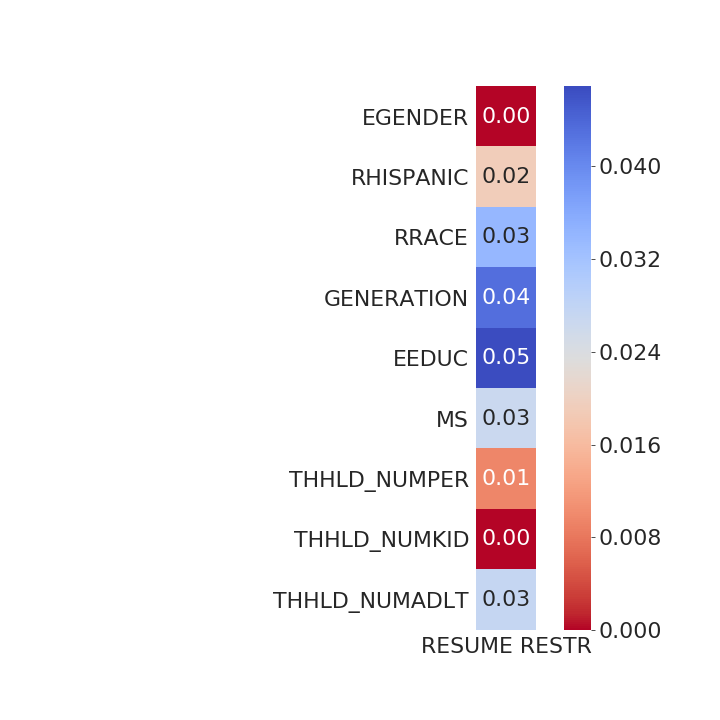 EGENDER 0.00
RHISPANIC 0.02
RRACE 0.03
GENERATION 0.04
EEDUC 0.05
MS 0.03
THHLD_NUMPER 0.01
THHLD_NUMKID 0.00
THHLD_NUMADLT 0.03
RESUME RESTR
0.040
0.032
0.024
0.016
0.008
0.000